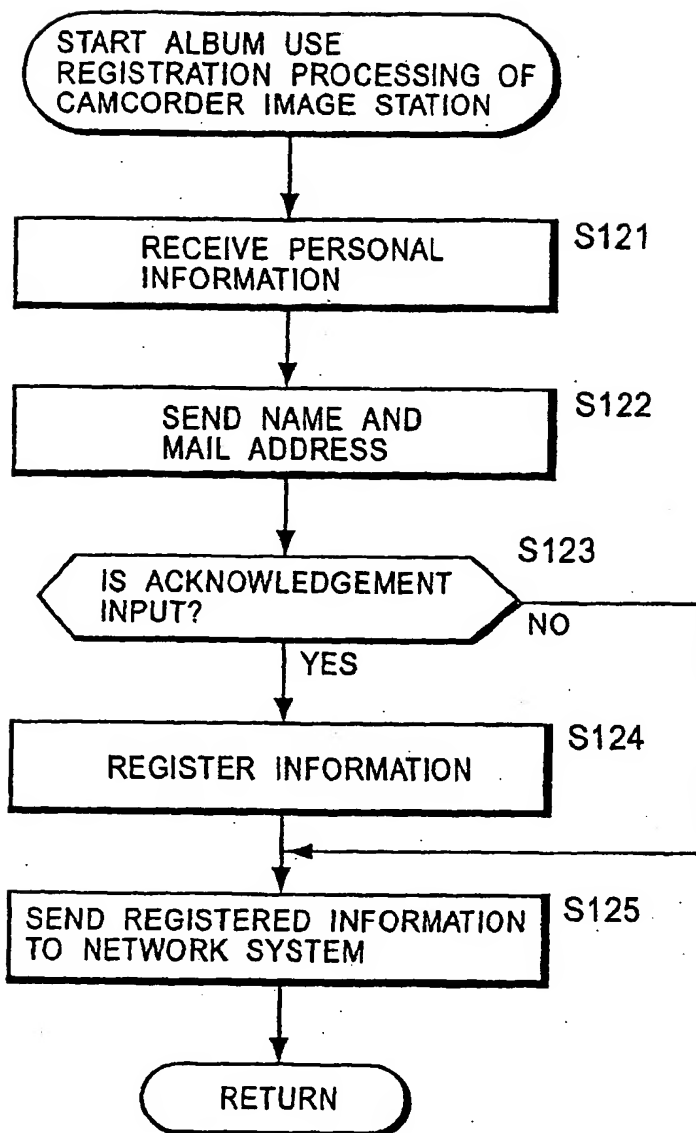 START ALBUM USE
REGISTRATION PROCESSING OF
CAMCORDER IMAGE STATION
S121
RECEIVE PERSONAL
INFORMATION
S122
SEND NAME AND
MAIL ADDRESS
S123
IS ACKNOWLEDGEMENT
INPUT?
NO
YES
S124
REGISTER INFORMATION
S125
SEND REGISTERED INFORMATION
TO NETWORK SYSTEM
RETURN